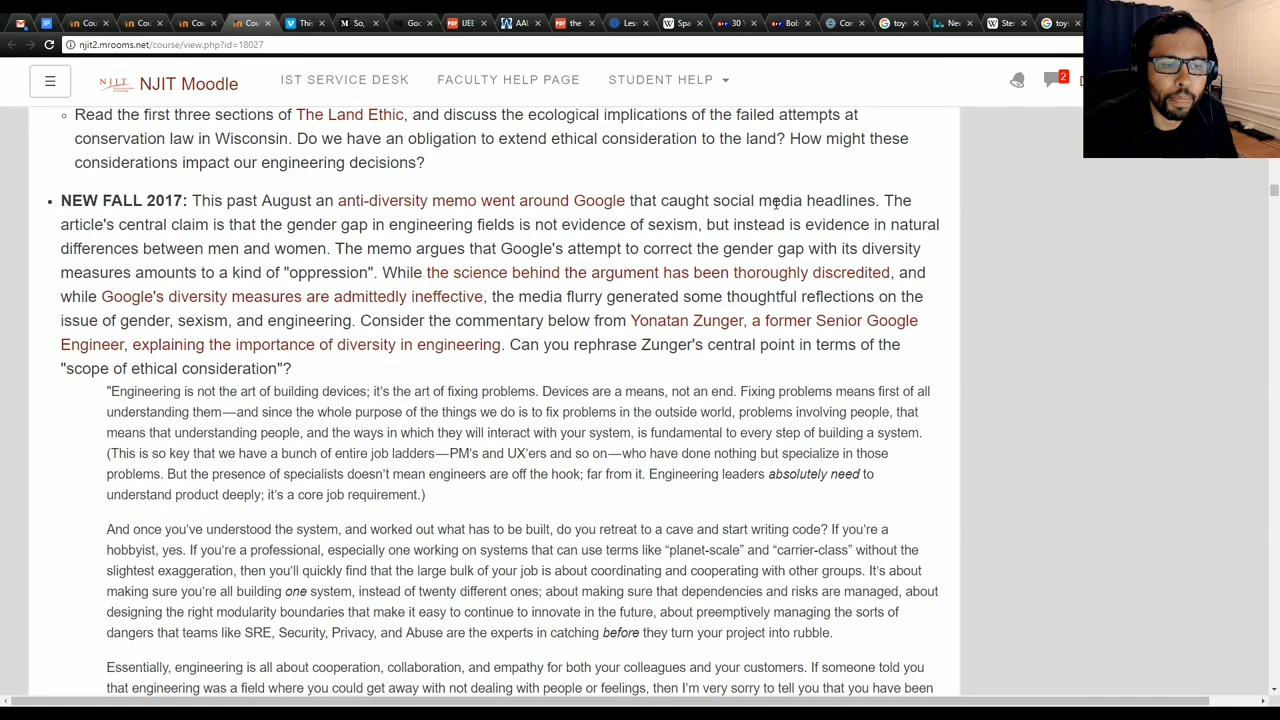 Cou
Cou
Cou
Cou
This
So,
Go
UEE
AAU
the
Les
Spa
30
Bol
Cor
toy
Nev
Ste
toy
njit2.mrooms.net/course/view.php?id=18027
NJIT
NJIT Moodle
IST SERVICE DESK
FACULTY HELP PAGE
STUDENT HELP
2
Read the first three sections of The Land Ethic, and discuss the ecological implications of the failed attempts at
conservation law in Wisconsin. Do we have an obligation to extend ethical consideration to the land? How might these
considerations impact our engineering decisions?
NEW FALL 2017: This past August an anti-diversity memo went around Google that caught social media headlines. The
article's central claim is that the gender gap in engineering fields is not evidence of sexism, but instead is evidence in natural
differences between men and women. The memo argues that Google's attempt to correct the gender gap with its diversity
measures amounts to a kind of "oppression". While the science behind the argument has been thoroughly discredited, and
while Google's diversity measures are admittedly ineffective, the media flurry generated some thoughtful reflections on the
issue of gender, sexism, and engineering. Consider the commentary below from Yonatan Zunger, a former Senior Google
Engineer, explaining the importance of diversity in engineering. Can you rephrase Zunger's central point in terms of the
"scope of ethical consideration"?
"Engineering is not the art of building devices; it's the art of fixing problems. Devices are a means, not an end. Fixing problems means first of all
understanding them—and since the whole purpose of the things we do is to fix problems in the outside world, problems involving people, that
means that understanding people, and the ways in which they will interact with your system, is fundamental to every step of building a system.
(This is so key that we have a bunch of entire job ladders—PM's and UX'ers and so on—who have done nothing but specialize in those
problems. But the presence of specialists doesn't mean engineers are off the hook; far from it. Engineering leaders absolutely need to
understand product deeply; it's a core job requirement.)
And once you've understood the system, and worked out what has to be built, do you retreat to a cave and start writing code? If you're a
hobbyist, yes. If you're a professional, especially one working on systems that can use terms like “planet-scale” and “carrier-class” without the
slightest exaggeration, then you'll quickly find that the large bulk of your job is about coordinating and cooperating with other groups. It's about
making sure you're all building one system, instead of twenty different ones; about making sure that dependencies and risks are managed, about
designing the right modularity boundaries that make it easy to continue to innovate in the future, about preemptively managing the sorts of
dangers that teams like SRE, Security, Privacy, and Abuse are the experts in catching before they turn your project into rubble.
Essentially, engineering is all about cooperation, collaboration, and empathy for both your colleagues and your customers. If someone told you
that engineering was a field where you could get away with not dealing with people or feelings, then I'm very sorry to tell you that you have been